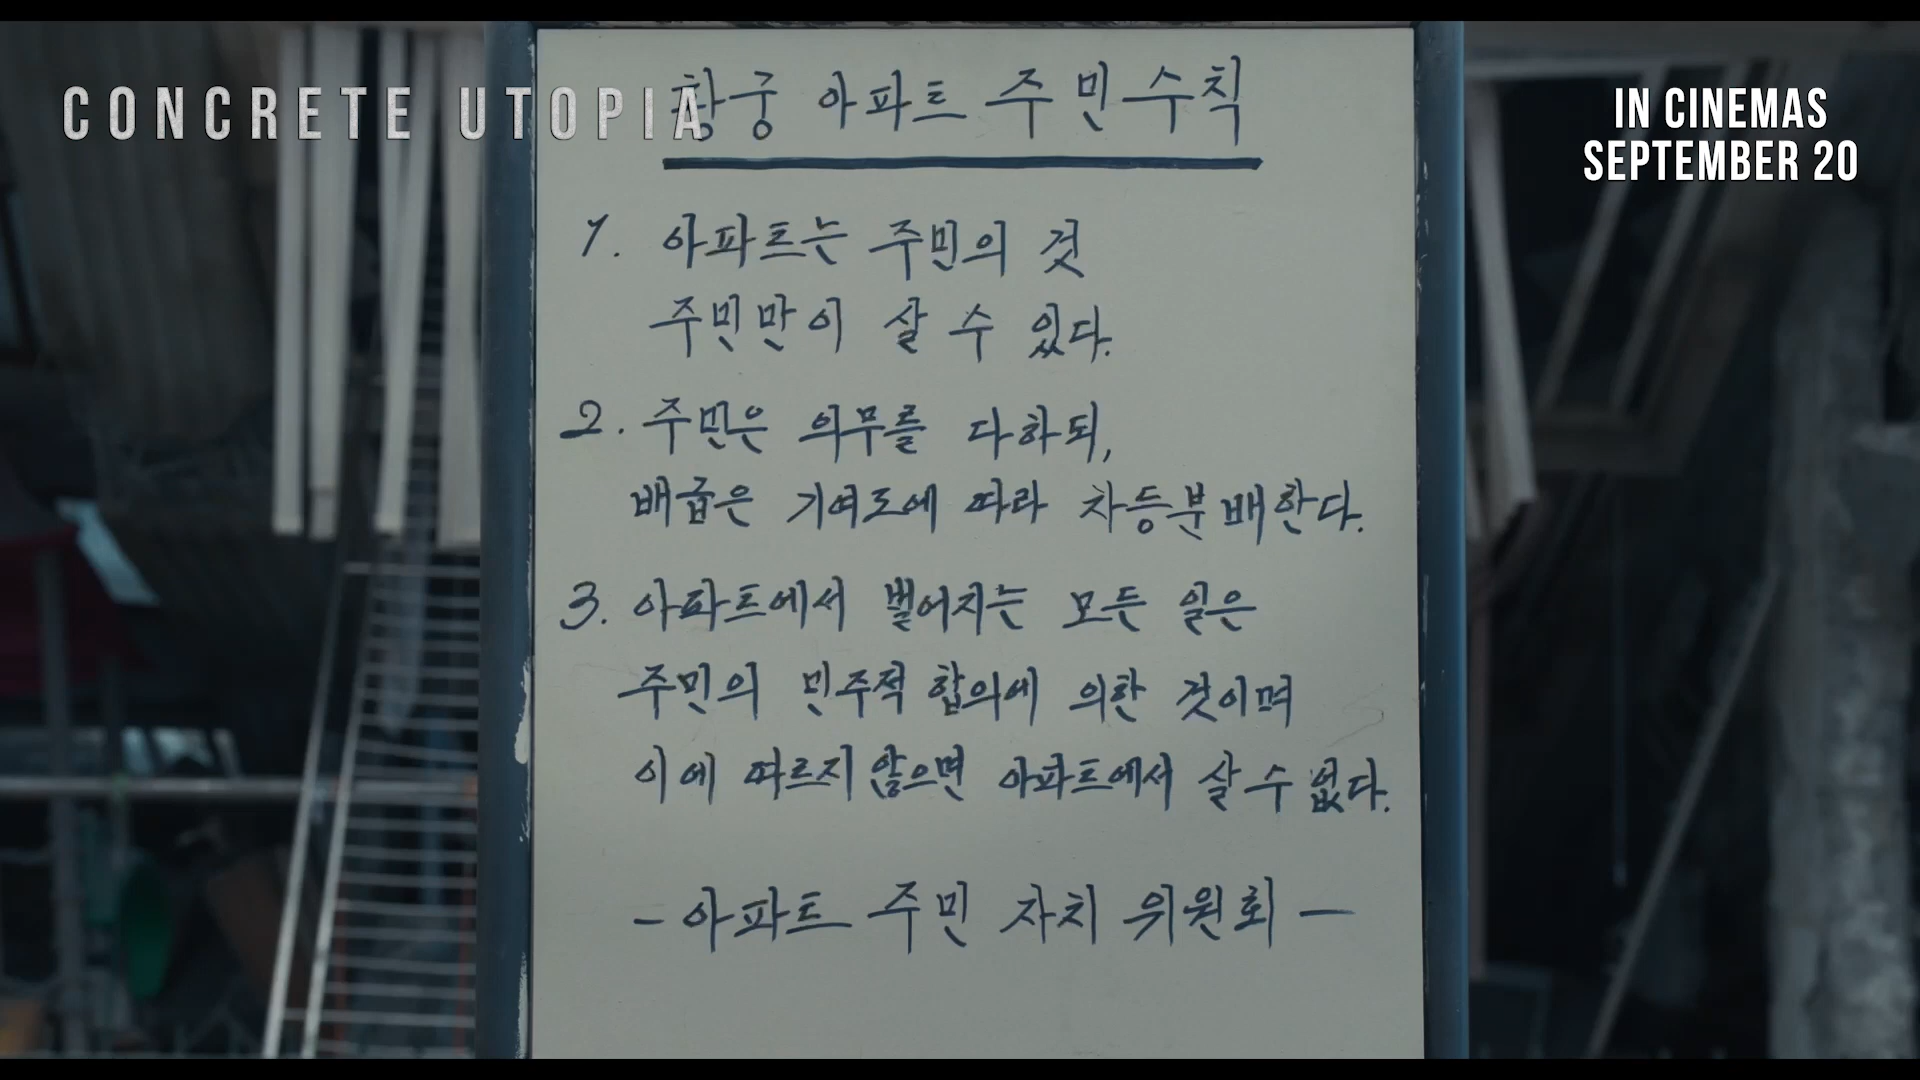 CONCRETE UTOPIA
IN CINEMAS
SEPTEMBER 20
황궁 아파트 주민수칙
1. 아파트는 주민의 것
주민만이 살 수 있다.
2. 주민은 의무를 다하되,
배급은 기여도에 따라 차등분배한다.
3. 아파트에서 벌어지는 모든 일은
주민의 민주적 합의에 의한 것이며
이에 따르지 않으면 아파트에서 살 수 없다.
- 아파트 주민 자치 위원회 -